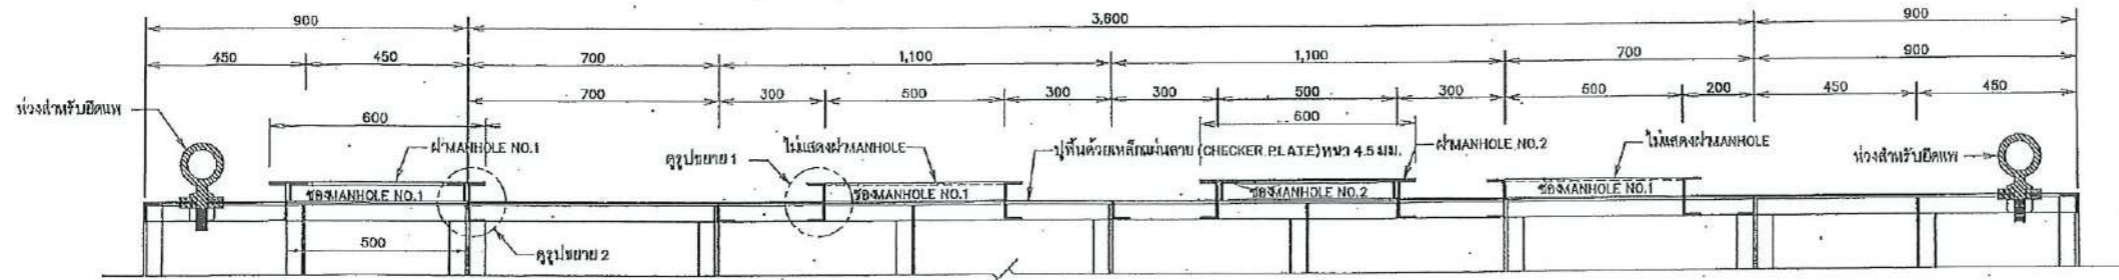 900 3,600 900
450 450 700 1,100 1,100 700 900
700 300 500 300 300 500 300 500 200 450 450
600 600
ห่วงสำหรับยึดแพ
ฝาMANHOLE NO.1
ดูรูปขยาย 1
ไม่แสดงฝาMANHOLE
ปูพื้นด้วยเหล็กแผ่นลาย (CHECKER PLATE) หนา 4.5 มม.
ฝาMANHOLE NO.2
ไม่แสดงฝาMANHOLE
ห่วงสำหรับยึดแพ
ช่องMANHOLE NO.1
ช่องMANHOLE NO.1
ช่องMANHOLE NO.2
ช่องMANHOLE NO.1
500
ดูรูปขยาย 2